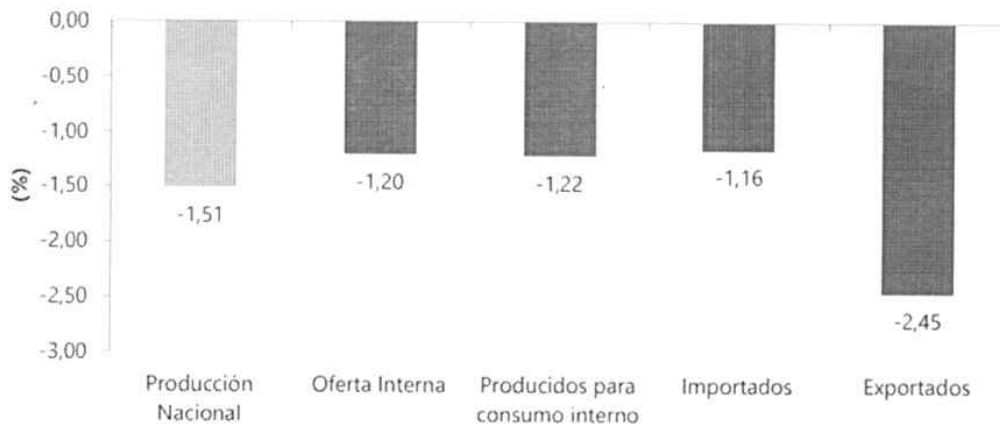 0,00
-0,50
-1,00
-1,50
-2,00
-2,50
-3,00
(%)
-1,51
-1,20
-1,22
-1,16
-2,45
Producción
Nacional
Oferta Interna
Producidos para
consumo interno
Importados
Exportados